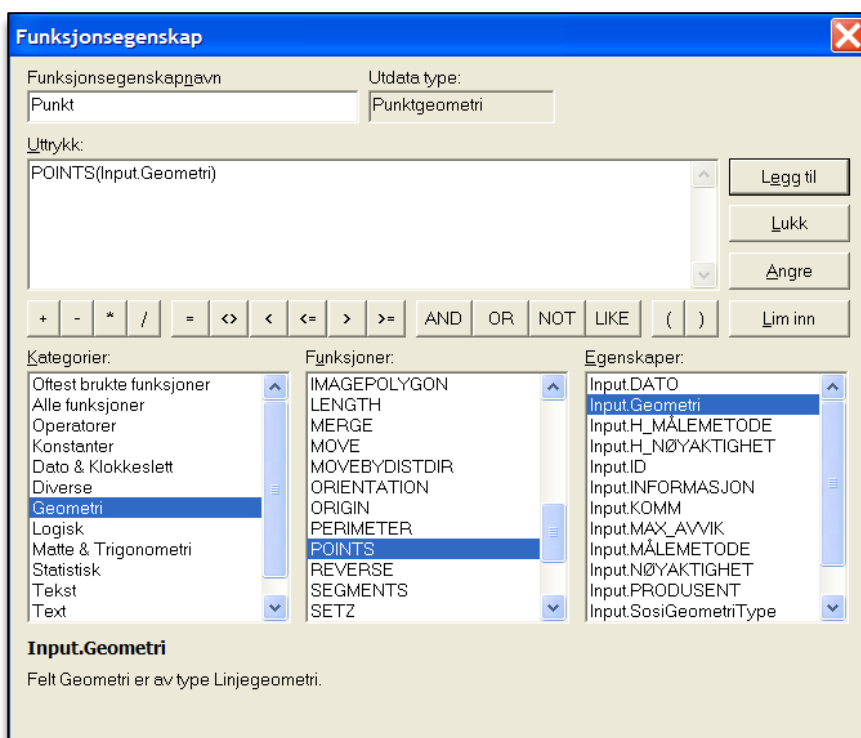 Funksjonsegenskap
Funksjonsegenskapnavn Utdata type:
Punkt Punktgeometri
Uttrykk:
POINTS(Input.Geometri)
Legg til
Lukk
Angre
+ - * / = <> < <= > >= AND OR NOT LIKE ( ) Lim inn
Kategorier: Funksjoner: Egenskaper:
Oftest brukte funksjoner IMAGEPOLYGON Input.DATO
Alle funksjoner LENGTH Input.Geometri
Operatorer MERGE Input.H_MÅLEMETODE
Konstanter MOVE Input.H_NØYAKTIGHET
Dato & Klokkeslett MOVEBYDISTDIR Input.ID
Diverse ORIENTATION Input.INFORMASJON
Geometri ORIGIN Input.KOMM
Logisk PERIMETER Input.MAX_AVVIK
Matte & Trigonometri POINTS Input.MÅLEMETODE
Statistisk REVERSE Input.NØYAKTIGHET
Tekst SEGMENTS Input.PRODUSENT
Text SETZ Input.SosiGeometriType
Input.Geometri
Felt Geometri er av type Linjegeometri.